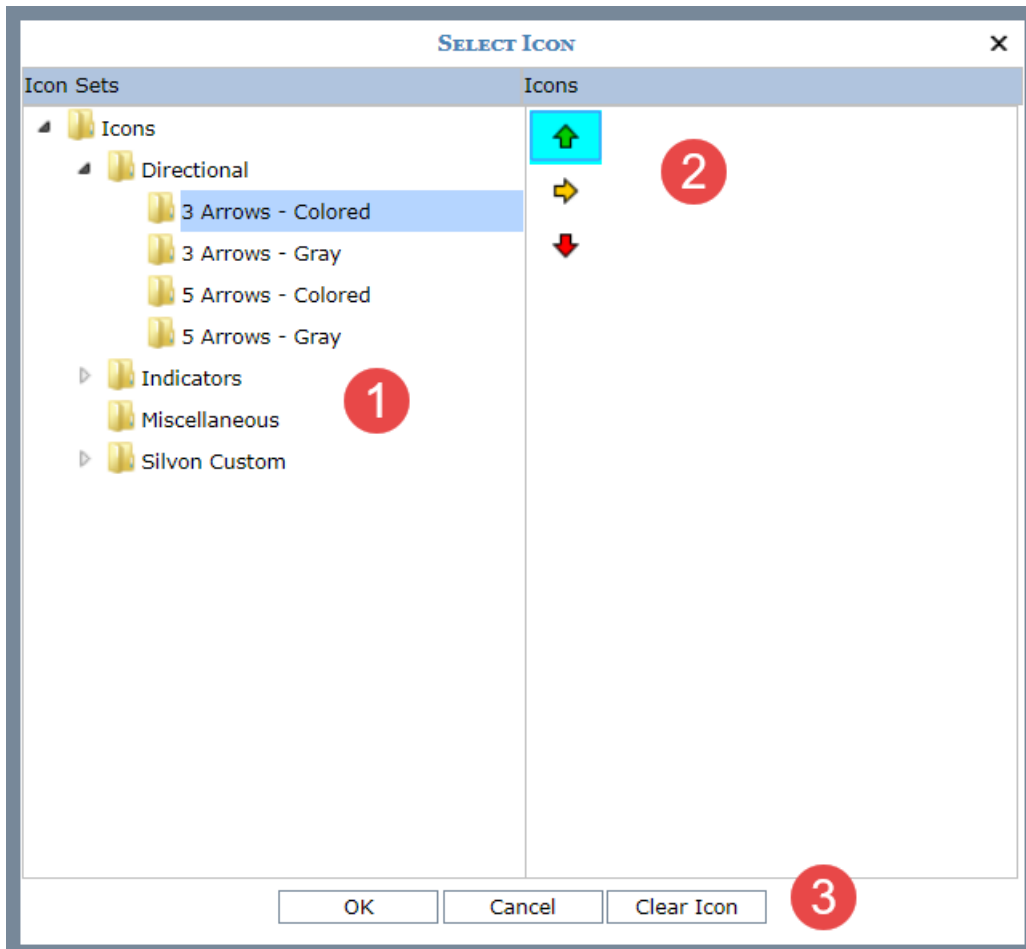 SELECT ICON
Icon Sets
Icons
Icons
Directional
3 Arrows - Colored
3 Arrows - Gray
5 Arrows - Colored
5 Arrows - Gray
Indicators
Miscellaneous
Silvon Custom
1
2
OK
Cancel
Clear Icon
3